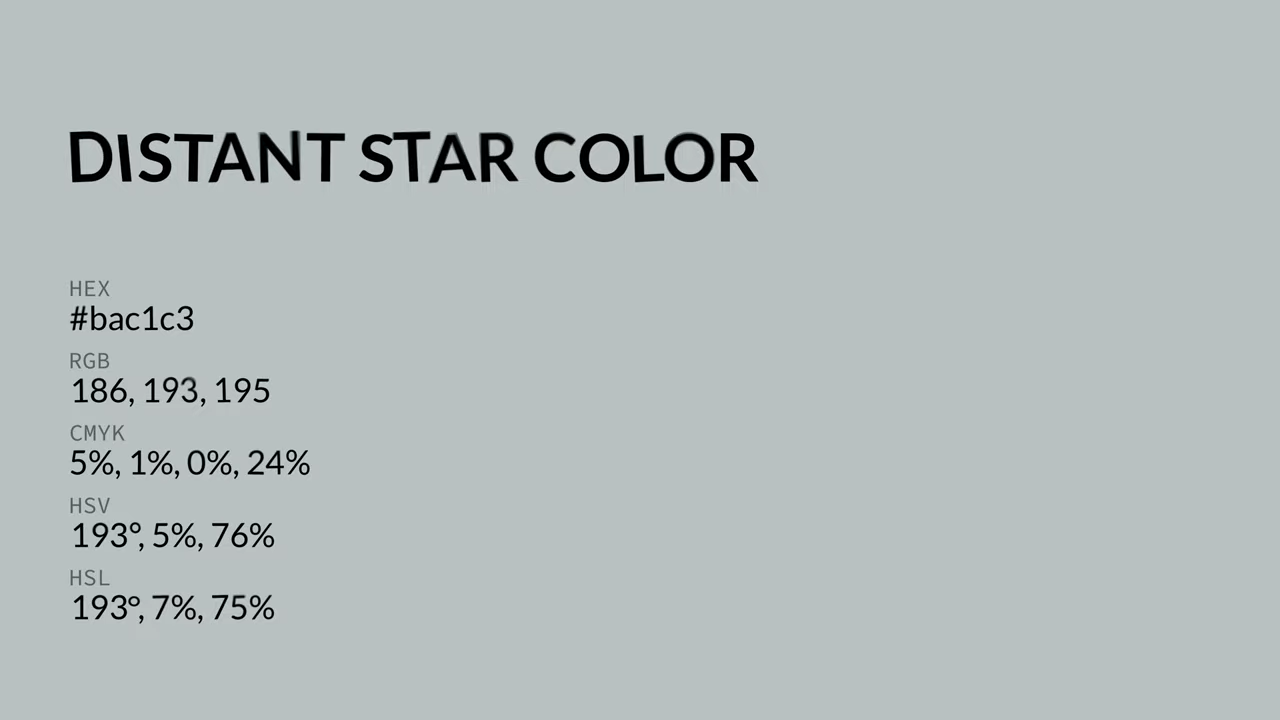 DISTANT STAR COLOR
HEX
#bac1c3
RGB
186, 193, 195
CMYK
5%, 1%, 0%, 24%
HSV
193°, 5%, 76%
HSL
193°, 7%, 75%